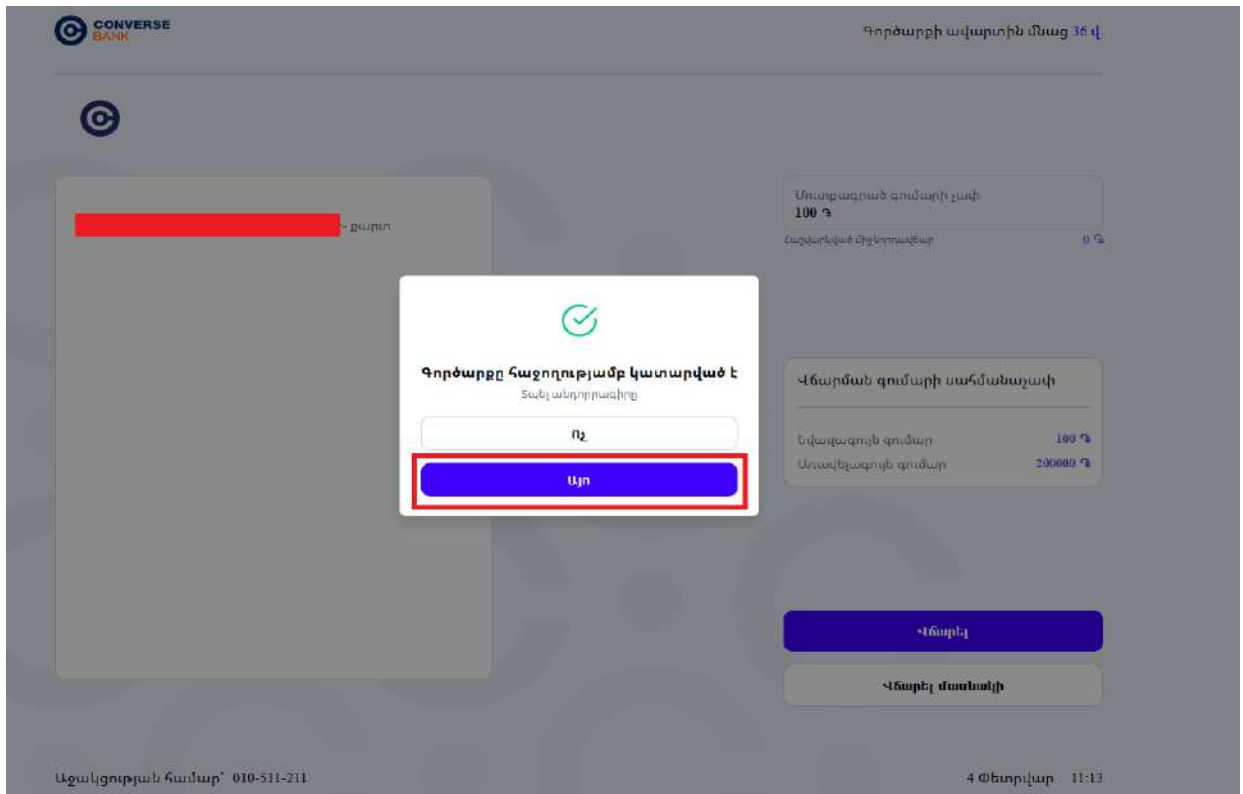 CONVERSE
BANK
Գործարքի ավարտին մնաց 36 վ
- քարտ
Մուտքագրած գումարի չափ
100 ֏
Հաշվարկված միջնորդավճար 0 ֏
Գործարքը հաջողությամբ կատարված է
Տպել անդորրագիրը
Ոչ
Այո
Վճարման գումարի սահմանաչափ
Նվազագույն գումար 100 ֏
Առավելագույն գումար 200000 ֏
Վճարել
Վճարել մասնակի
Աջակցության համար՝ 010-511-211
4 Փետրվար 11:13